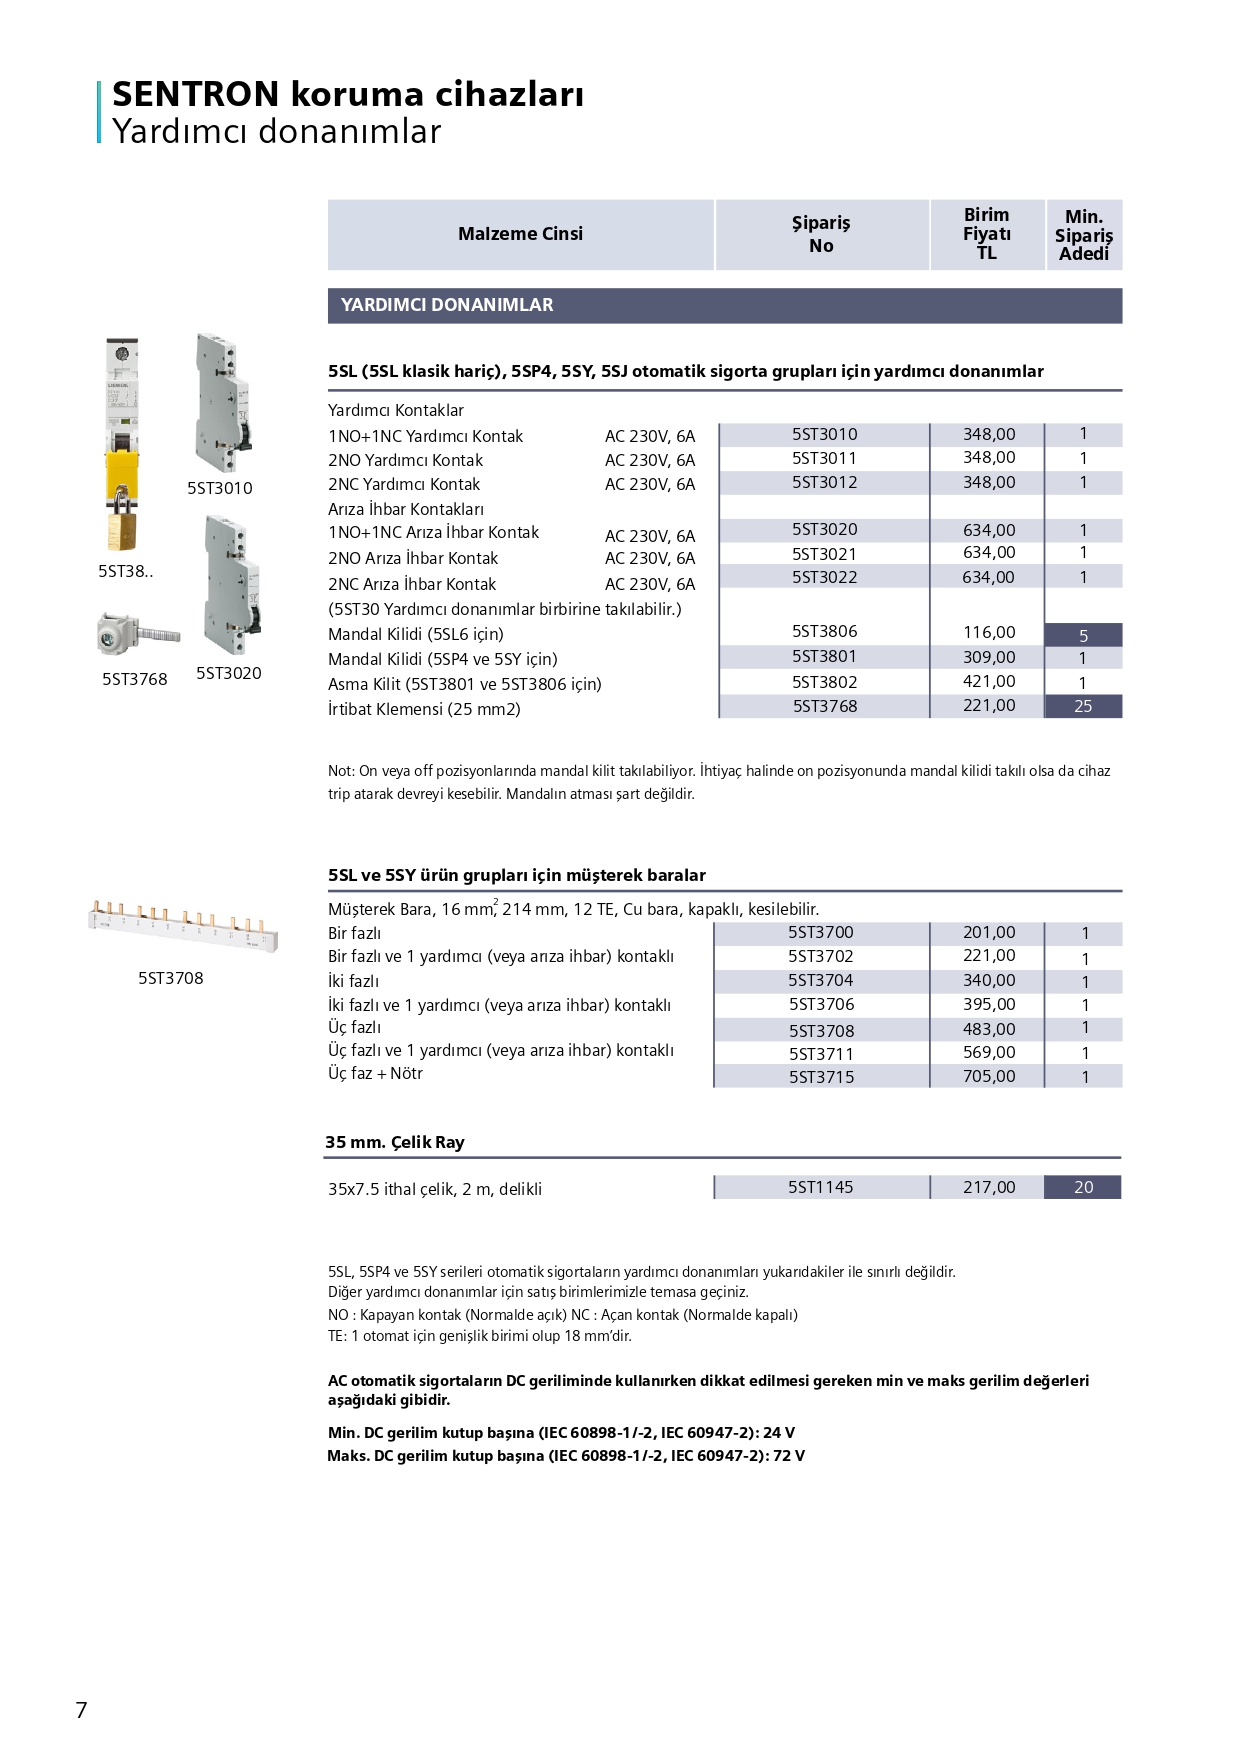 SENTRON koruma cihazları
Yardımcı donanımlar
Malzeme Cinsi Şipariş No Birim Fiyatı TL Min. Sipariş Adedi
YARDIMCI DONANIMLAR
5SL (5SL klasik hariç), 5SP4, 5SY, 5SJ otomatik sigorta grupları için yardımcı donanımlar
Yardımcı Kontaklar
1NO+1NC Yardımcı Kontak AC 230V, 6A 5ST3010 348,00 1
2NO Yardımcı Kontak AC 230V, 6A 5ST3011 348,00 1
2NC Yardımcı Kontak AC 230V, 6A 5ST3012 348,00 1
Arıza İhbar Kontakları
1NO+1NC Arıza İhbar Kontak AC 230V, 6A 5ST3020 634,00 1
2NO Arıza İhbar Kontak AC 230V, 6A 5ST3021 634,00 1
2NC Arıza İhbar Kontak AC 230V, 6A 5ST3022 634,00 1
(5ST30 Yardımcı donanımlar birbirine takılabilir.)
Mandal Kilidi (5SL6 için) 5ST3806 116,00 5
Mandal Kilidi (5SP4 ve 5SY için) 5ST3801 309,00 1
Asma Kilit (5ST3801 ve 5ST3806 için) 5ST3802 421,00 1
İrtibat Klemensi (25 mm2) 5ST3768 221,00 25
5ST3010
5ST38..
5ST3768
5ST3020
Not: On veya off pozisyonlarında mandal kilit takılabiliyor. İhtiyaç halinde on pozisyonunda mandal kilidi takılı olsa da cihaz
trip atarak devreyi kesebilir. Mandalın atması şart değildir.
5SL ve 5SY ürün grupları için müşterek baralar
Müşterek Bara, 16 mm², 214 mm, 12 TE, Cu bara, kapaklı, kesilebilir.
Bir fazlı 5ST3700 201,00 1
Bir fazlı ve 1 yardımcı (veya arıza ihbar) kontaklı 5ST3702 221,00 1
İki fazlı 5ST3704 340,00 1
İki fazlı ve 1 yardımcı (veya arıza ihbar) kontaklı 5ST3706 395,00 1
Üç fazlı 5ST3708 483,00 1
Üç fazlı ve 1 yardımcı (veya arıza ihbar) kontaklı 5ST3711 569,00 1
Üç faz + Nötr 5ST3715 705,00 1
5ST3708
35 mm. Çelik Ray
35x7.5 ithal çelik, 2 m, delikli 5ST1145 217,00 20
5SL, 5SP4 ve 5SY serileri otomatik sigortaların yardımcı donanımları yukarıdakiler ile sınırlı değildir.
Diğer yardımcı donanımlar için satış birimlerimizle temasa geçiniz.
NO : Kapayan kontak (Normalde açık) NC : Açan kontak (Normalde kapalı)
TE: 1 otomat için genişlik birimi olup 18 mm’dir.
AC otomatik sigortaların DC geriliminde kullanırken dikkat edilmesi gereken min ve maks gerilim değerleri
aşağıdaki gibidir.
Min. DC gerilim kutup başına (IEC 60898-1/-2, IEC 60947-2): 24 V
Maks. DC gerilim kutup başına (IEC 60898-1/-2, IEC 60947-2): 72 V
7